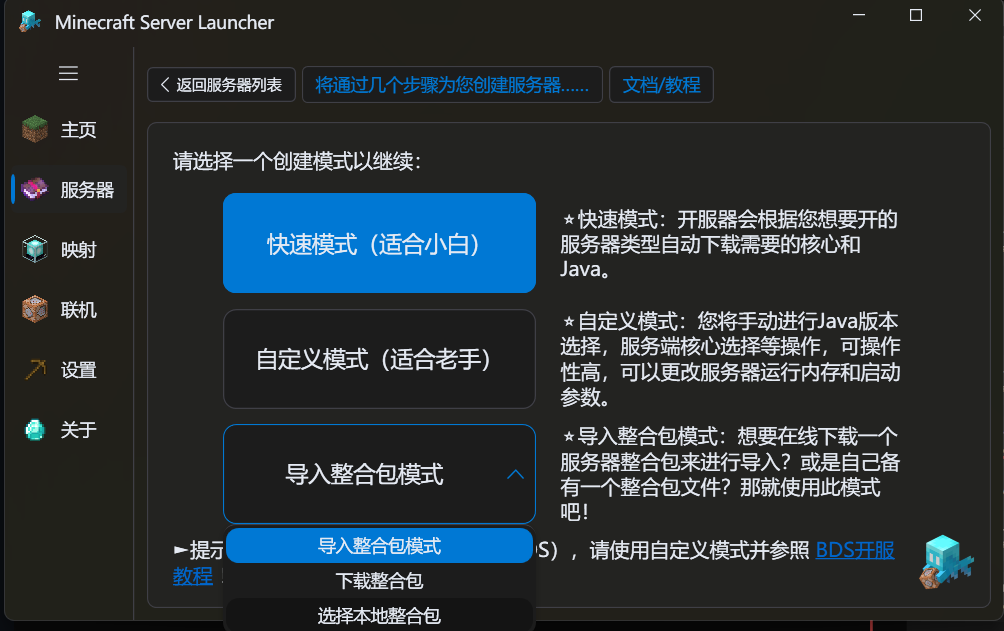 Minecraft Server Launcher
返回服务器列表
将通过几个步骤为您创建服务器......
文档/教程
主页
服务器
映射
联机
设置
关于
请选择一个创建模式以继续：
快速模式（适合小白）
⭐快速模式：开服器会根据您想要开的
服务器类型自动下载需要的核心和
Java。
自定义模式（适合老手）
⭐自定义模式：您将手动进行Java版本
选择，服务端核心选择等操作，可操作
性高，可以更改服务器运行内存和启动
参数。
导入整合包模式
⭐导入整合包模式：想要在线下载一个
服务器整合包来进行导入？或是自己备
有一个整合包文件？那就使用此模式
吧！
►提示
S），请使用自定义模式并参照 BDS开服
教程
导入整合包模式
下载整合包
选择本地整合包